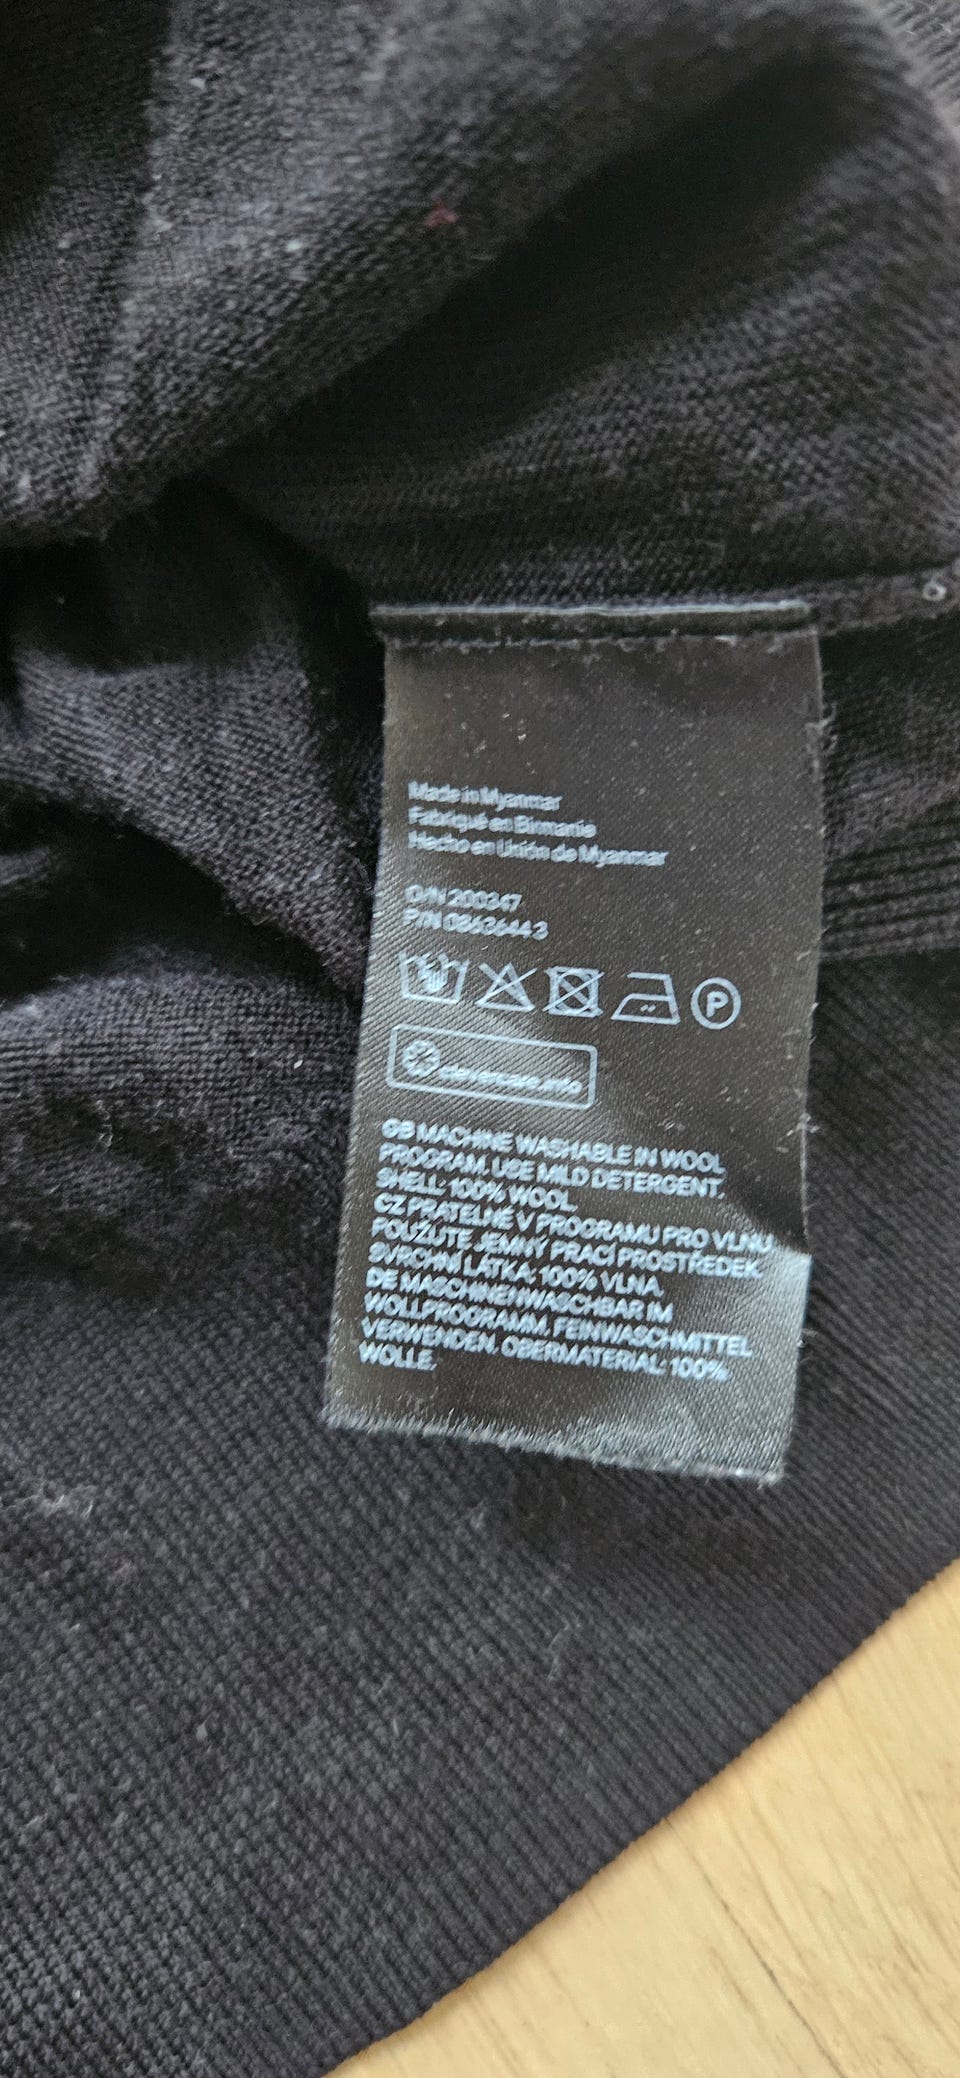 Made in Myanmar
Fabriqué en Birmanie
Hecho en Unión de Myanmar
O/N 200347
P/N 0863644 3
P
clevercare.info
GB MACHINE WASHABLE IN WOOL
PROGRAM. USE MILD DETERGENT.
SHELL: 100% WOOL.
CZ PRATELNÉ V PROGRAMU PRO VLNU.
POUŽIJTE JEMNÝ PRACÍ PROSTŘEDEK.
SVRCHNÍ LÁTKA: 100% VLNA.
DE MASCHINENWASCHBAR IM
WOLLPROGRAMM. FEINWASCHMITTEL
VERWENDEN. OBERMATERIAL: 100%
WOLLE.